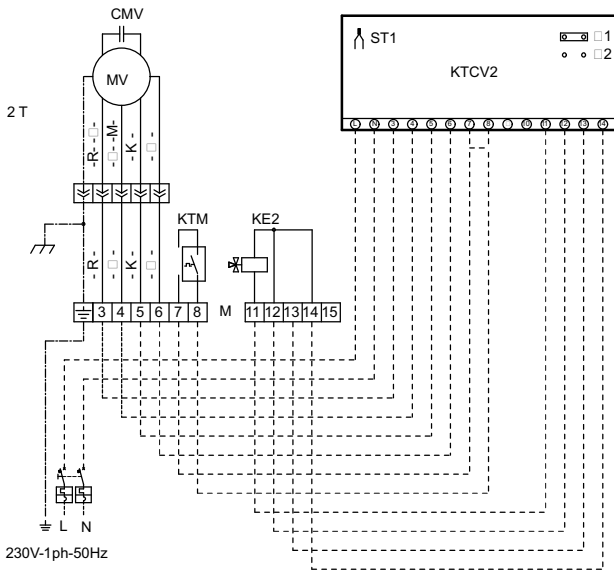 CMV
MV
2 T
ST1
KTCV2
□1
□2
L N 3 4 5 6 7 8 10 11 12 13 14
-R-
-□-
-M-
-K-
-□-
KTM
KE2
-R-
-□-
-K-
-□-
3 4 5 6 7 8
M
11 12 13 14 15
L N
230V-1ph-50Hz